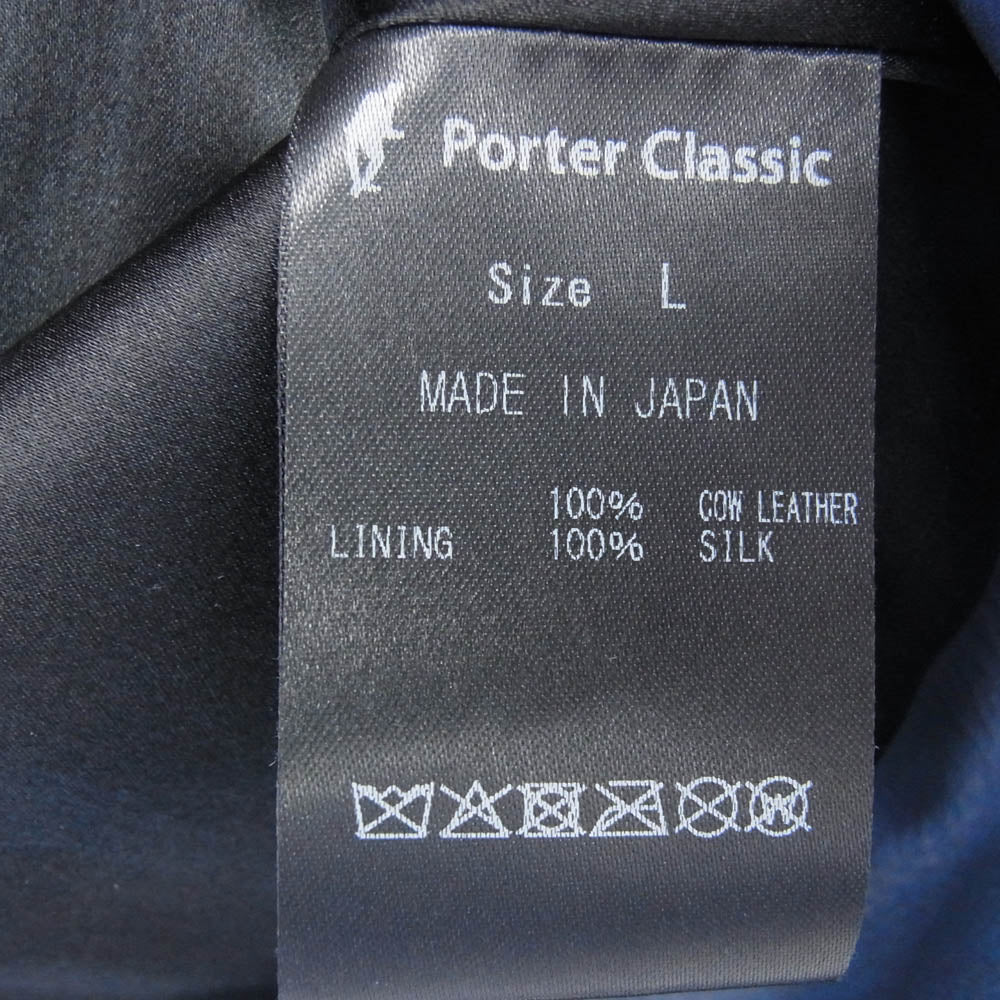 Porter Classic
Size L
MADE IN JAPAN
100% COW LEATHER
LINING 100% SILK